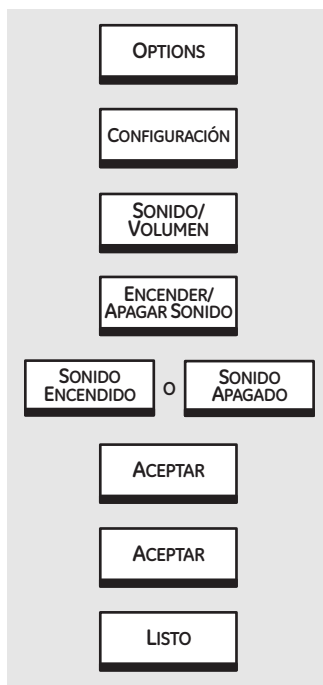 OPTIONS
CONFIGURACIÓN
SONIDO/
VOLUMEN
ENCENDER/
APAGAR SONIDO
SONIDO
ENCENDIDO
o
SONIDO
APAGADO
ACEPTAR
ACEPTAR
LISTO